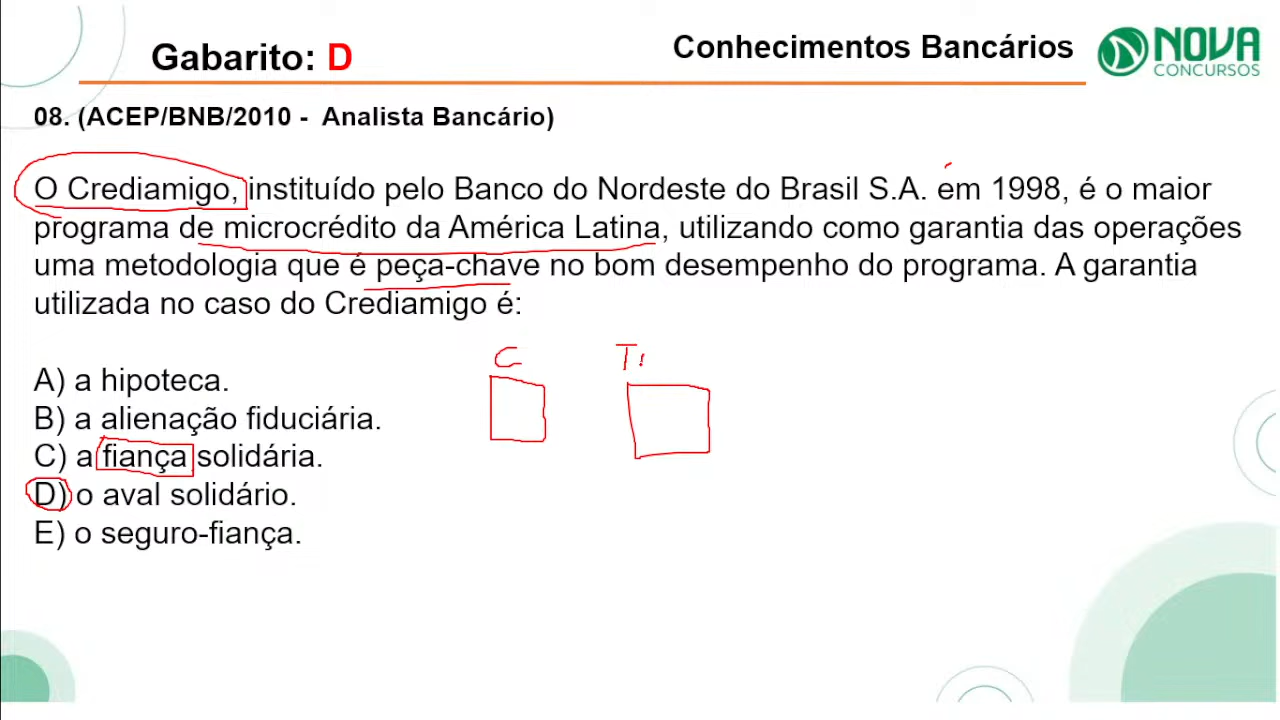 Gabarito: D
Conhecimentos Bancários
NOVA
CONCURSOS
08. (ACEP/BNB/2010 - Analista Bancário)
O Crediamigo, instituído pelo Banco do Nordeste do Brasil S.A. em 1998, é o maior
programa de microcrédito da América Latina, utilizando como garantia das operações
uma metodologia que é peça-chave no bom desempenho do programa. A garantia
utilizada no caso do Crediamigo é:
C
A) a hipoteca.
B) a alienação fiduciária.
C) a fiança solidária.
D) o aval solidário.
E) o seguro-fiança.